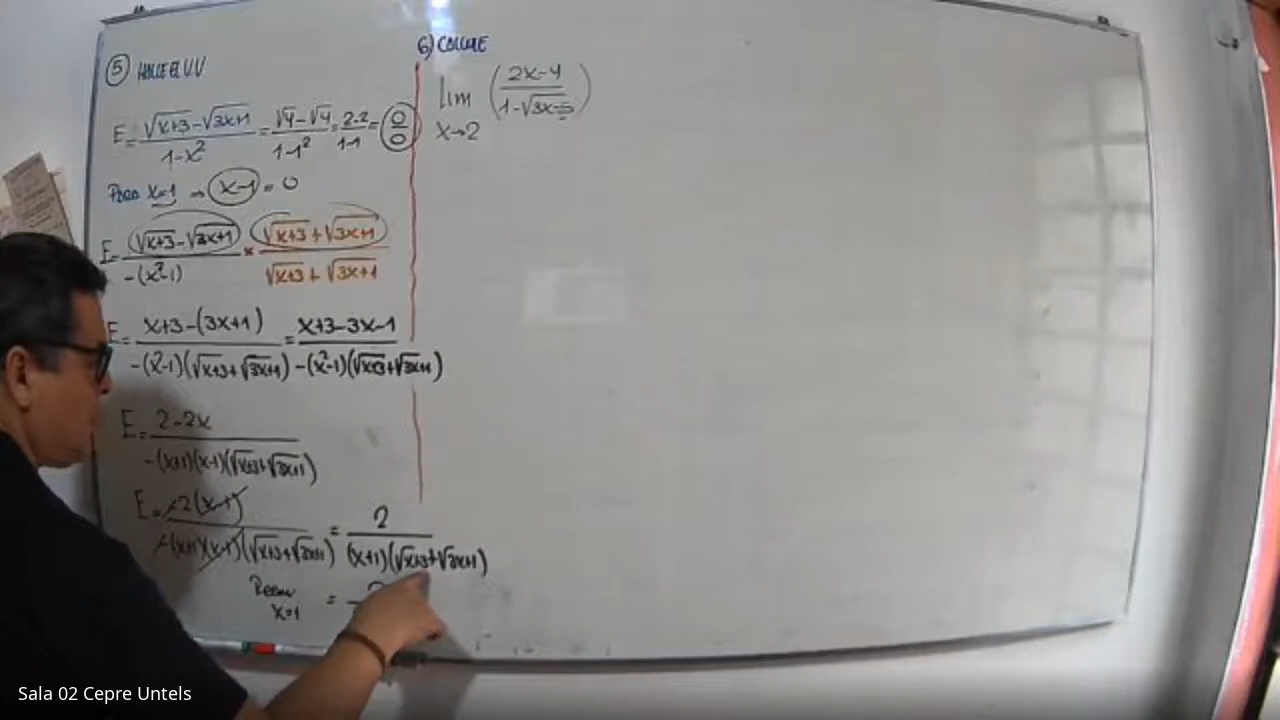 5 HALLE EL V.V
E = √x+3 - √3x+1 / 1-x² = √4 - √4 / 1-1² = 2-2 / 1-1 = 0/0
Para x=1 → x-1 = 0
E = (√x+3 - √3x+1) / -(x²-1) × (√x+3 + √3x+1) / √x+3 + √3x+1
E = x+3-(3x+1) / -(x²-1)(√x+3+√3x+1) = x+3-3x-1 / -(x²-1)(√x+3+√3x+1)
E = 2-2x / -(x+1)(x-1)(√x+3+√3x+1)
E = -2(x-1) / -(x+1)(x-1)(√x+3+√3x+1) = 2 / (x+1)(√x+3+√3x+1)
x=1 = 2
6) CALCULE
Lim x→2 (2x-4 / 1-√3x-5)
Sala 02 Cepre Untels